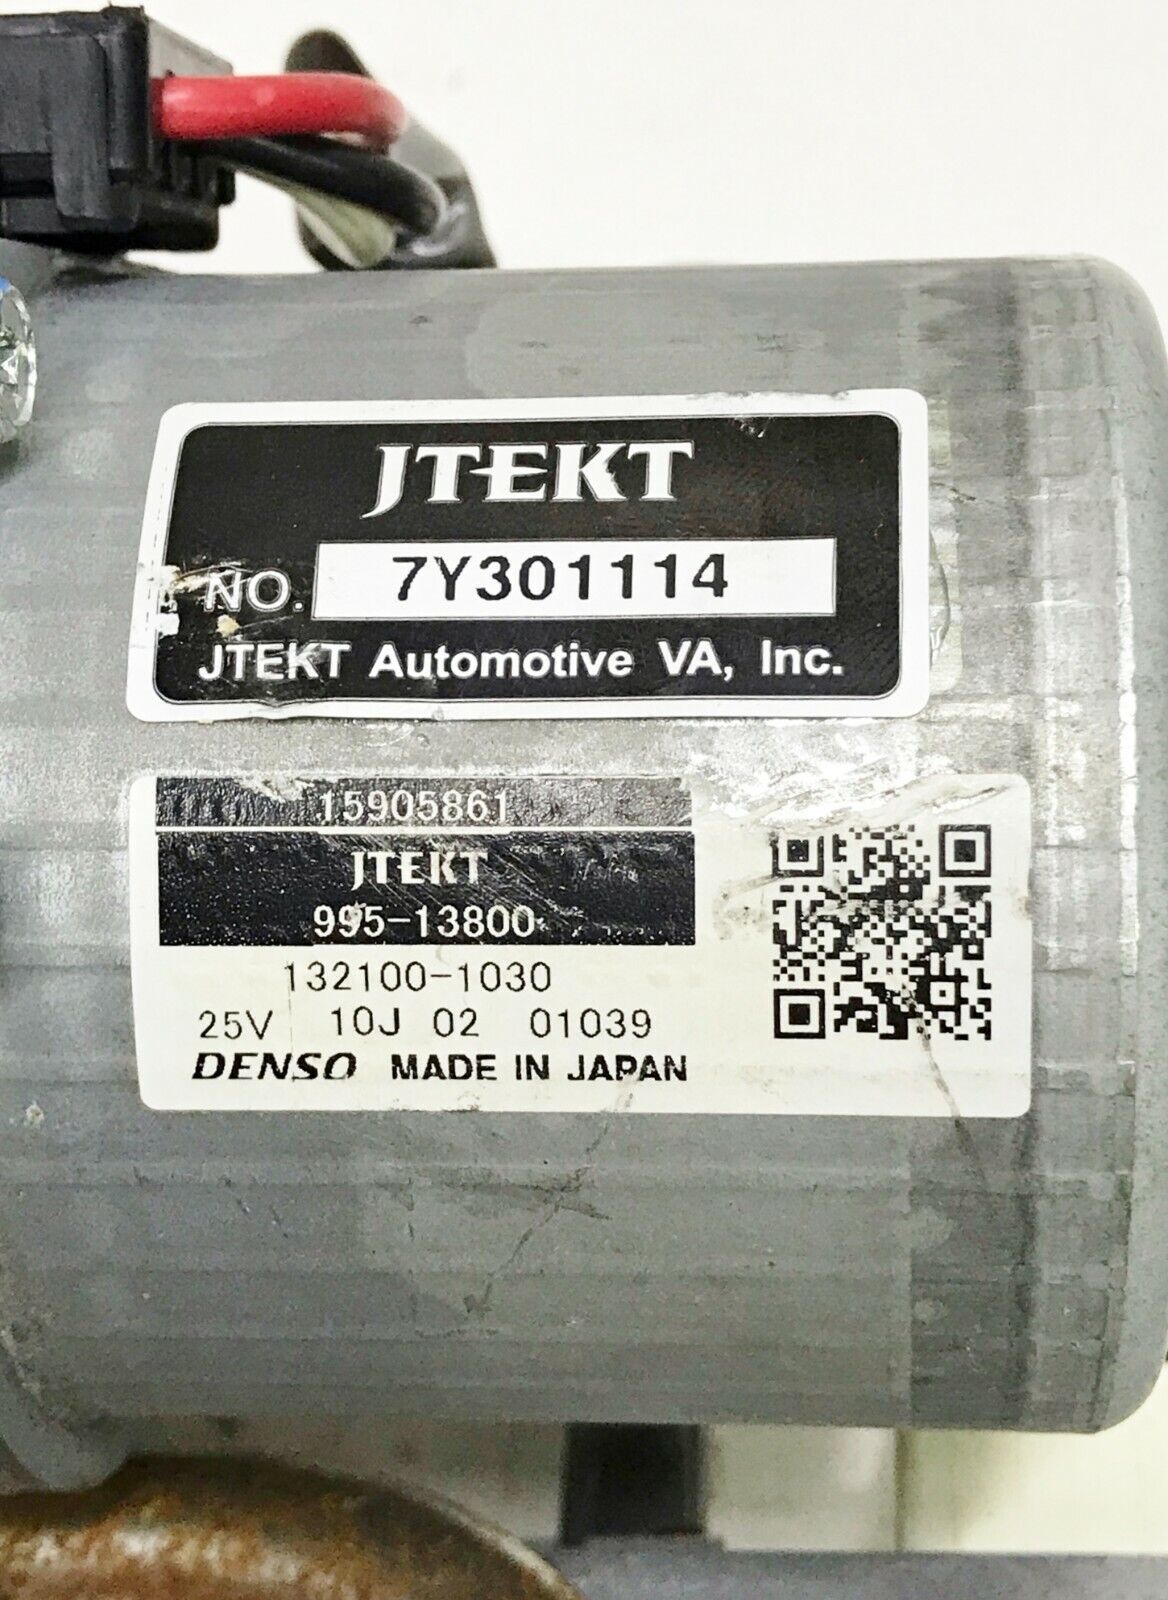 JTEKT
NO. 7Y301114
JTEKT Automotive VA, Inc.
15905861
JTEKT
995-13800
132100-1030
25V 10J 02 01039
DENSO MADE IN JAPAN